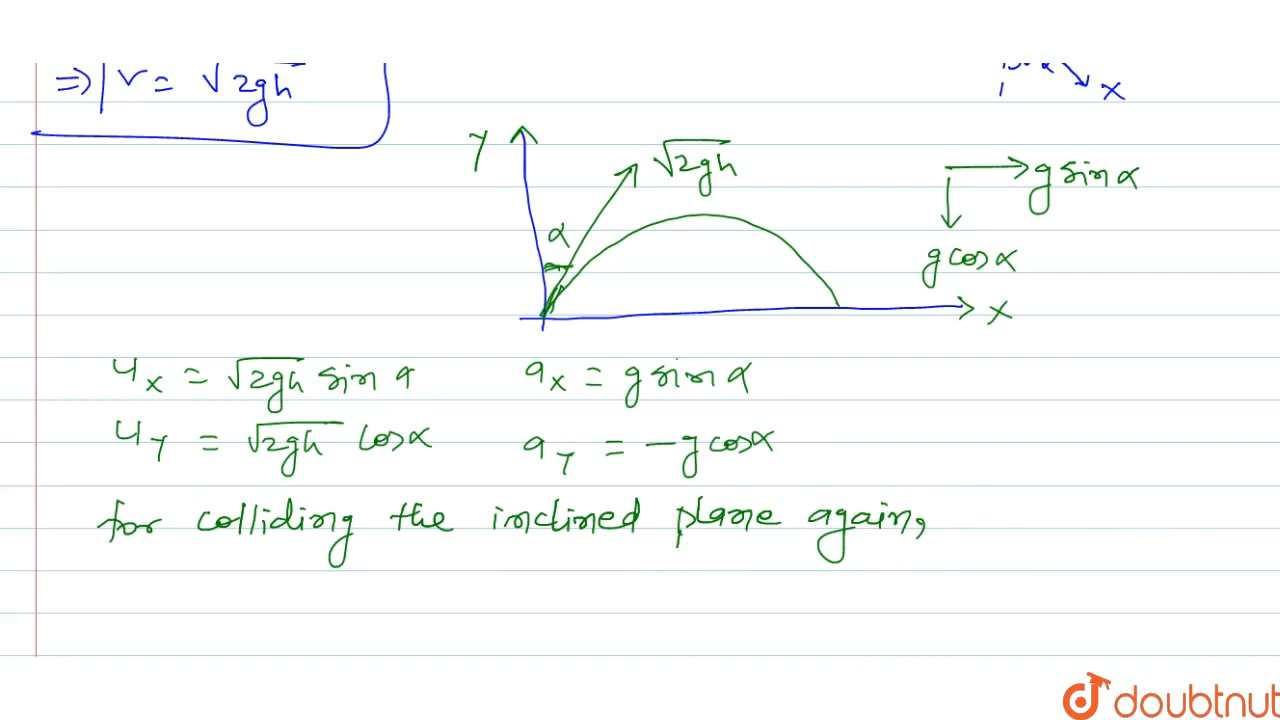 ⇒ v = √2gh
X
Y
√2gh
g sin α
α
g cos α
X
u_x = √2gh sin α
a_x = g sin α
u_y = √2gh cos α
a_y = -g cos α
for colliding the inclined plane again,
doubtnut